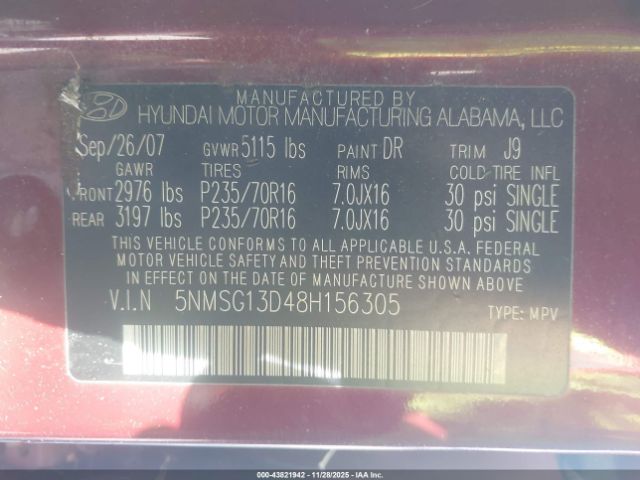 MANUFACTURED BY
HYUNDAI MOTOR MANUFACTURING ALABAMA, LLC
Sep/26/07 GVWR 5115 lbs PAINT DR TRIM J9
GAWR TIRES RIMS COLD TIRE INFL
FRONT 2976 lbs P235/70R16 7.0JX16 30 psi SINGLE
REAR 3197 lbs P235/70R16 7.0JX16 30 psi SINGLE
THIS VEHICLE CONFORMS TO ALL APPLICABLE U.S.A. FEDERAL
MOTOR VEHICLE SAFETY AND THEFT PREVENTION STANDARDS
IN EFFECT ON THE DATE OF MANUFACTURE SHOWN ABOVE.
V.I.N 5NMSG13D48H156305
TYPE: MPV
000-43821942 - 11/28/2025 - IAAI.COM